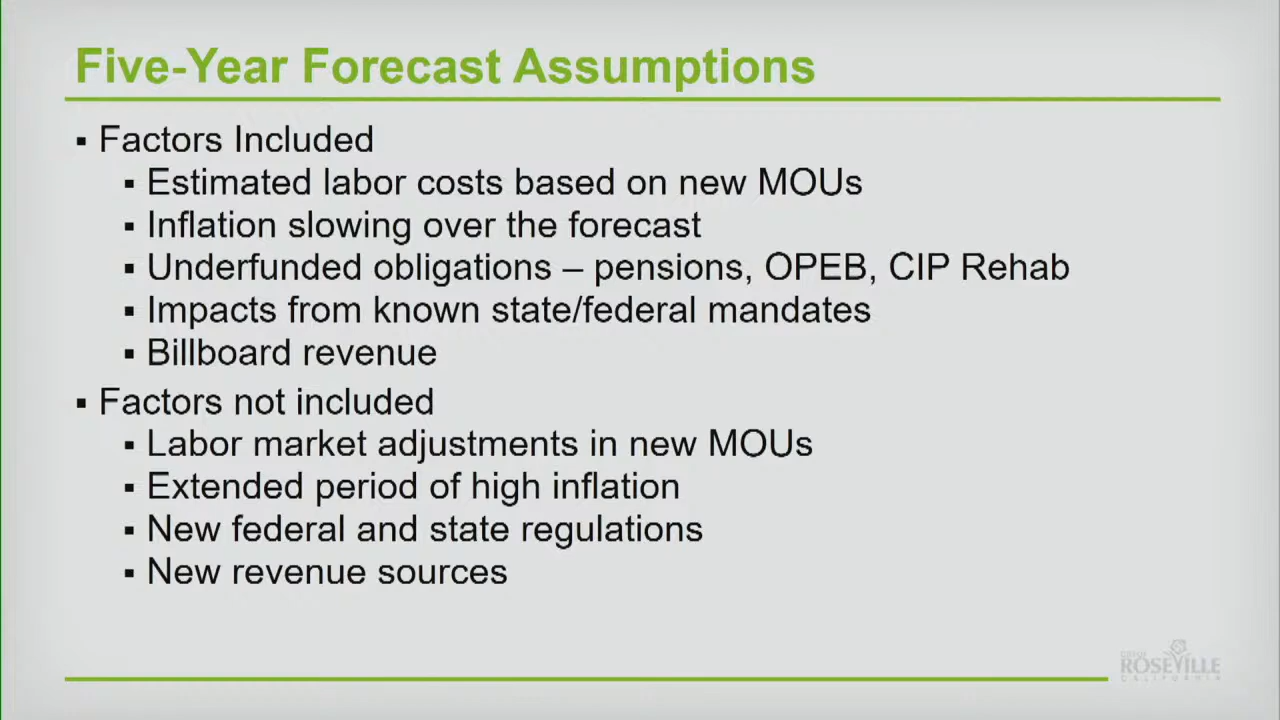 Five-Year Forecast Assumptions
▪ Factors Included
▪ Estimated labor costs based on new MOUs
▪ Inflation slowing over the forecast
▪ Underfunded obligations – pensions, OPEB, CIP Rehab
▪ Impacts from known state/federal mandates
▪ Billboard revenue
▪ Factors not included
▪ Labor market adjustments in new MOUs
▪ Extended period of high inflation
▪ New federal and state regulations
▪ New revenue sources
CITY OF
ROSEVILLE
CALIFORNIA